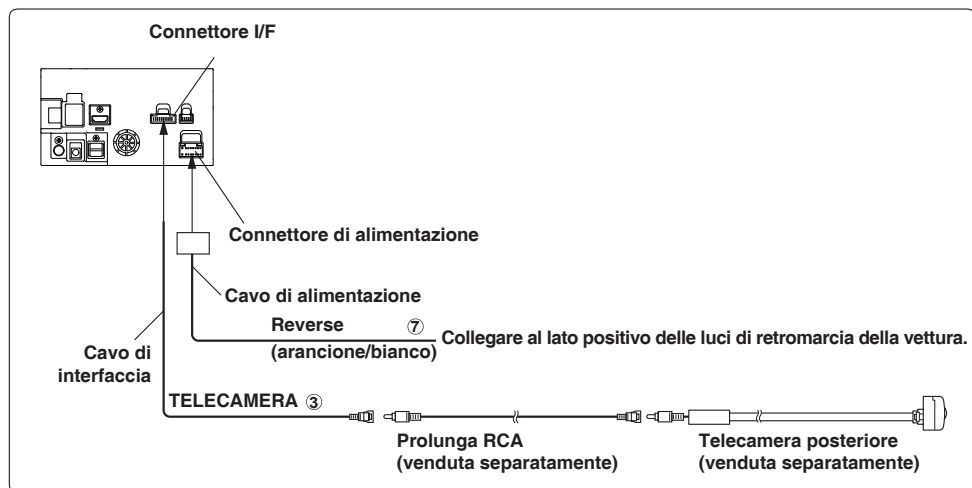 Connettore I/F
Connettore di alimentazione
Cavo di alimentazione
Reverse ⑦
(arancione/bianco)
Collegare al lato positivo delle luci di retromarcia della vettura.
Cavo di
interfaccia
TELECAMERA ③
Prolunga RCA
(venduta separatamente)
Telecamera posteriore
(venduta separatamente)